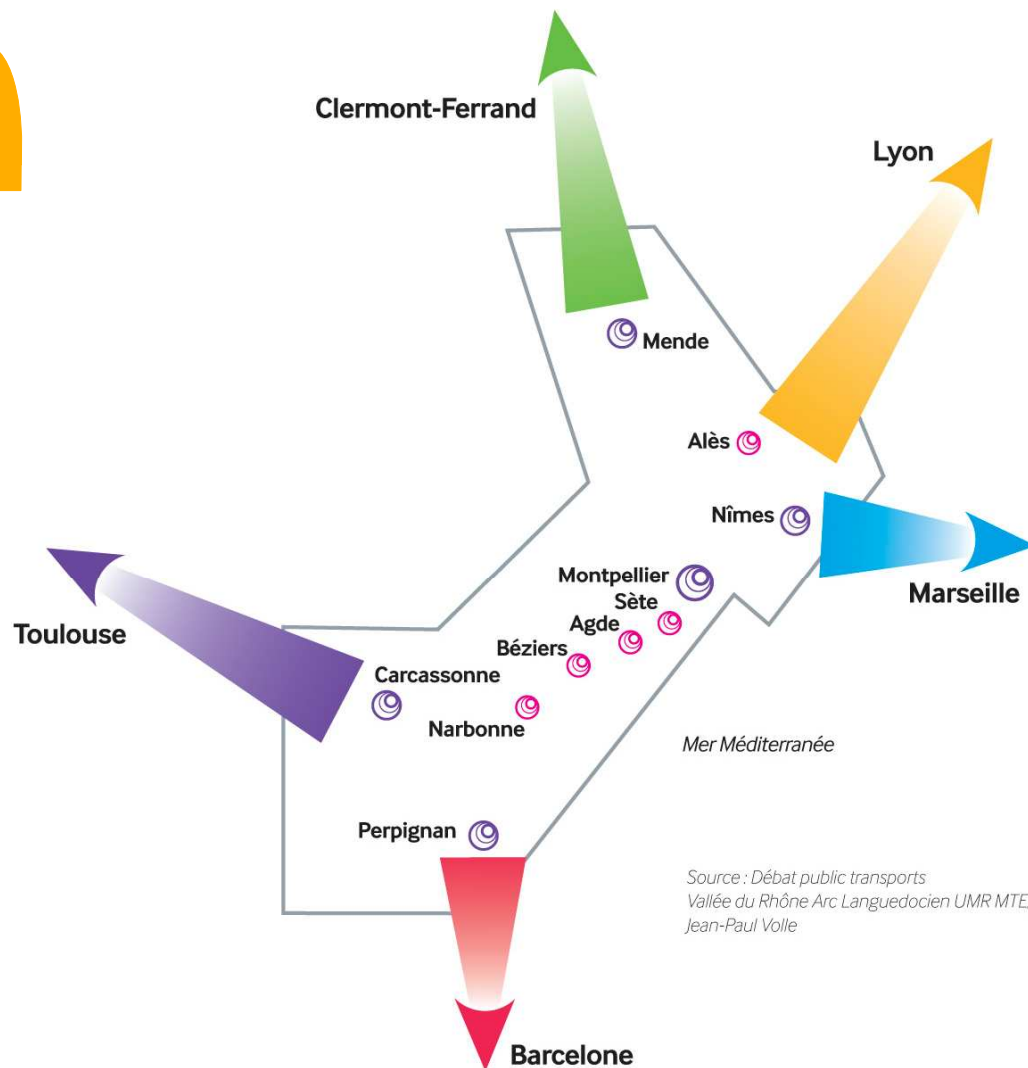 Clermont-Ferrand
Lyon
Mende
Alès
Nîmes
Montpellier
Marseille
Sète
Agde
Toulouse
Béziers
Carcassonne
Narbonne
Mer Méditerranée
Perpignan
Source : Débat public transports
Vallée du Rhône Arc Languedocien UMR MTE,
Jean-Paul Volle
Barcelone